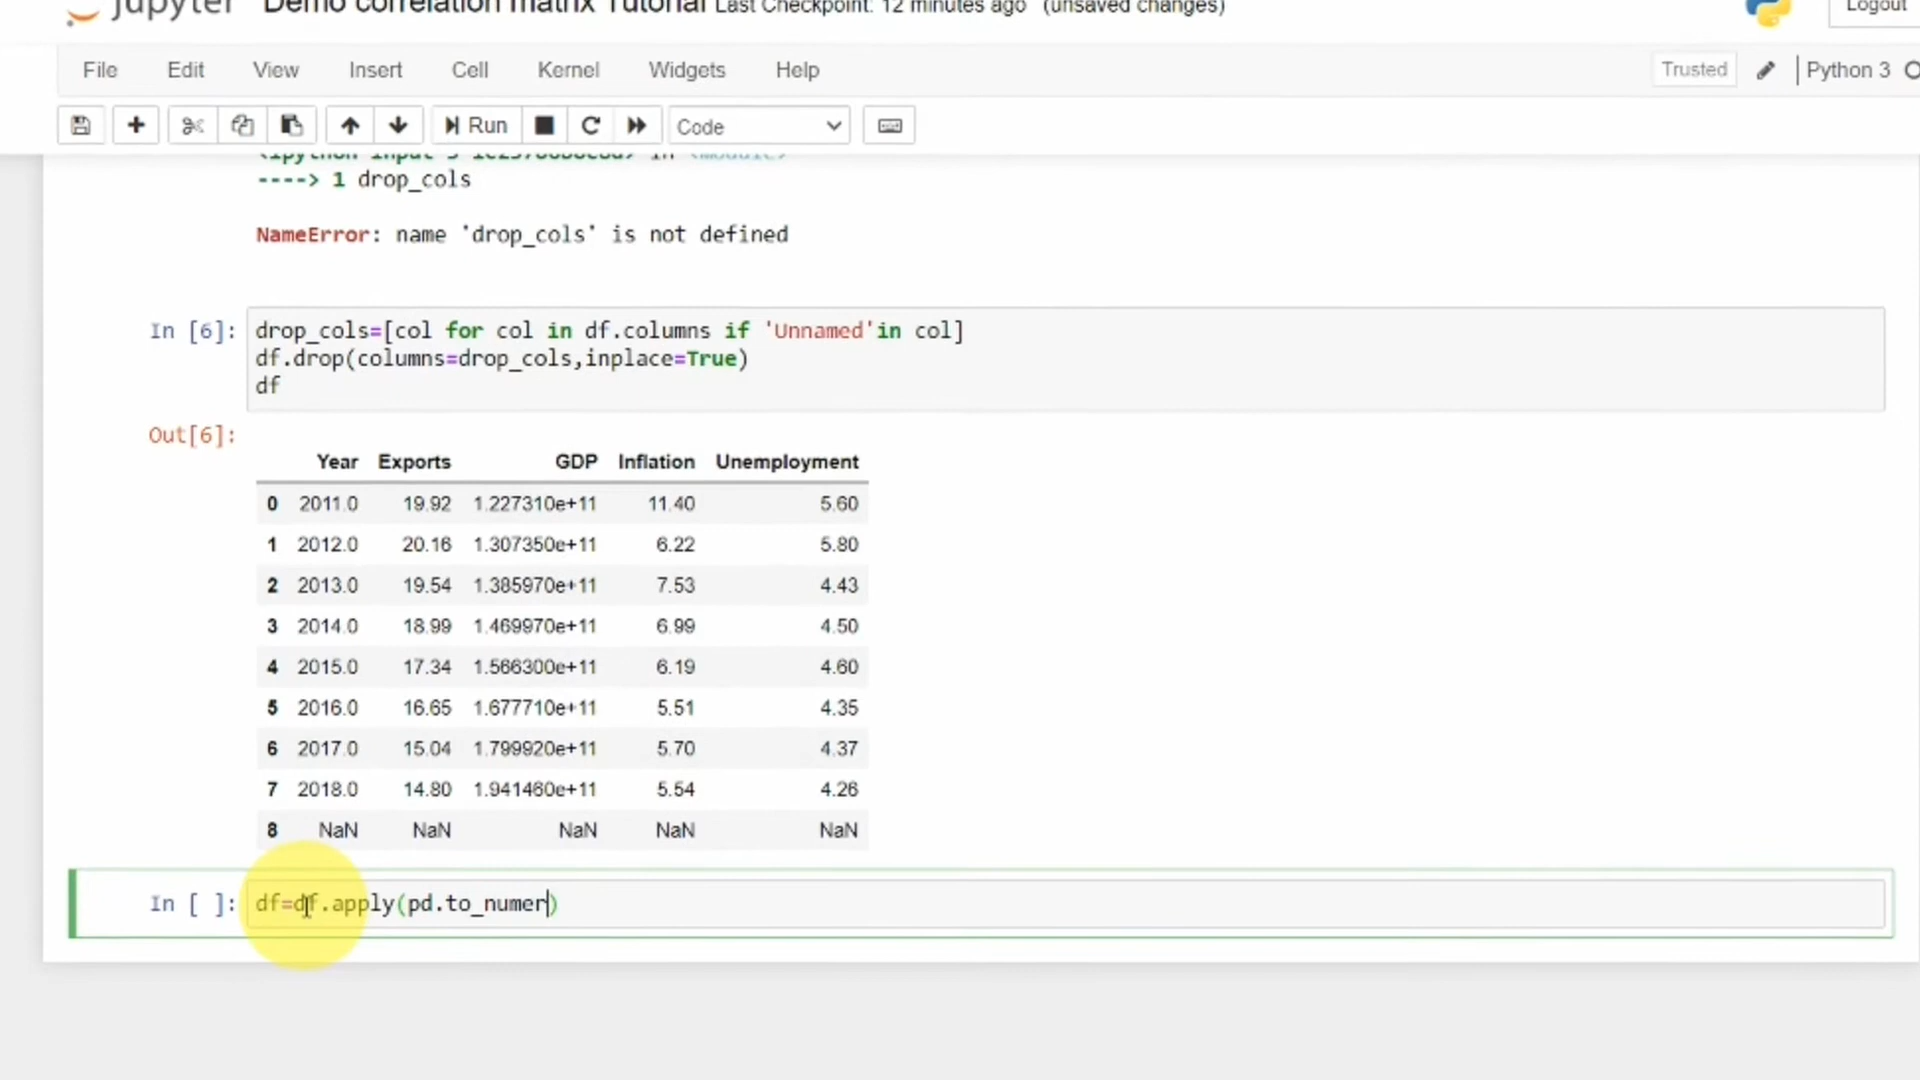 Jupyter Demo correlation matrix Tutorial Last Checkpoint: 12 minutes ago (unsaved changes) Logout
File Edit View Insert Cell Kernel Widgets Help Trusted Python 3
Run Code
in <module>
----> 1 drop_cols
NameError: name 'drop_cols' is not defined
In [6]: drop_cols=[col for col in df.columns if 'Unnamed'in col]
df.drop(columns=drop_cols,inplace=True)
df
Out[6]:
Year Exports GDP Inflation Unemployment
0 2011.0 19.92 1.227310e+11 11.40 5.60
1 2012.0 20.16 1.307350e+11 6.22 5.80
2 2013.0 19.54 1.385970e+11 7.53 4.43
3 2014.0 18.99 1.469970e+11 6.99 4.50
4 2015.0 17.34 1.566300e+11 6.19 4.60
5 2016.0 16.65 1.677710e+11 5.51 4.35
6 2017.0 15.04 1.799920e+11 5.70 4.37
7 2018.0 14.80 1.941460e+11 5.54 4.26
8 NaN NaN NaN NaN NaN
In [ ]: df=df.apply(pd.to_numer)